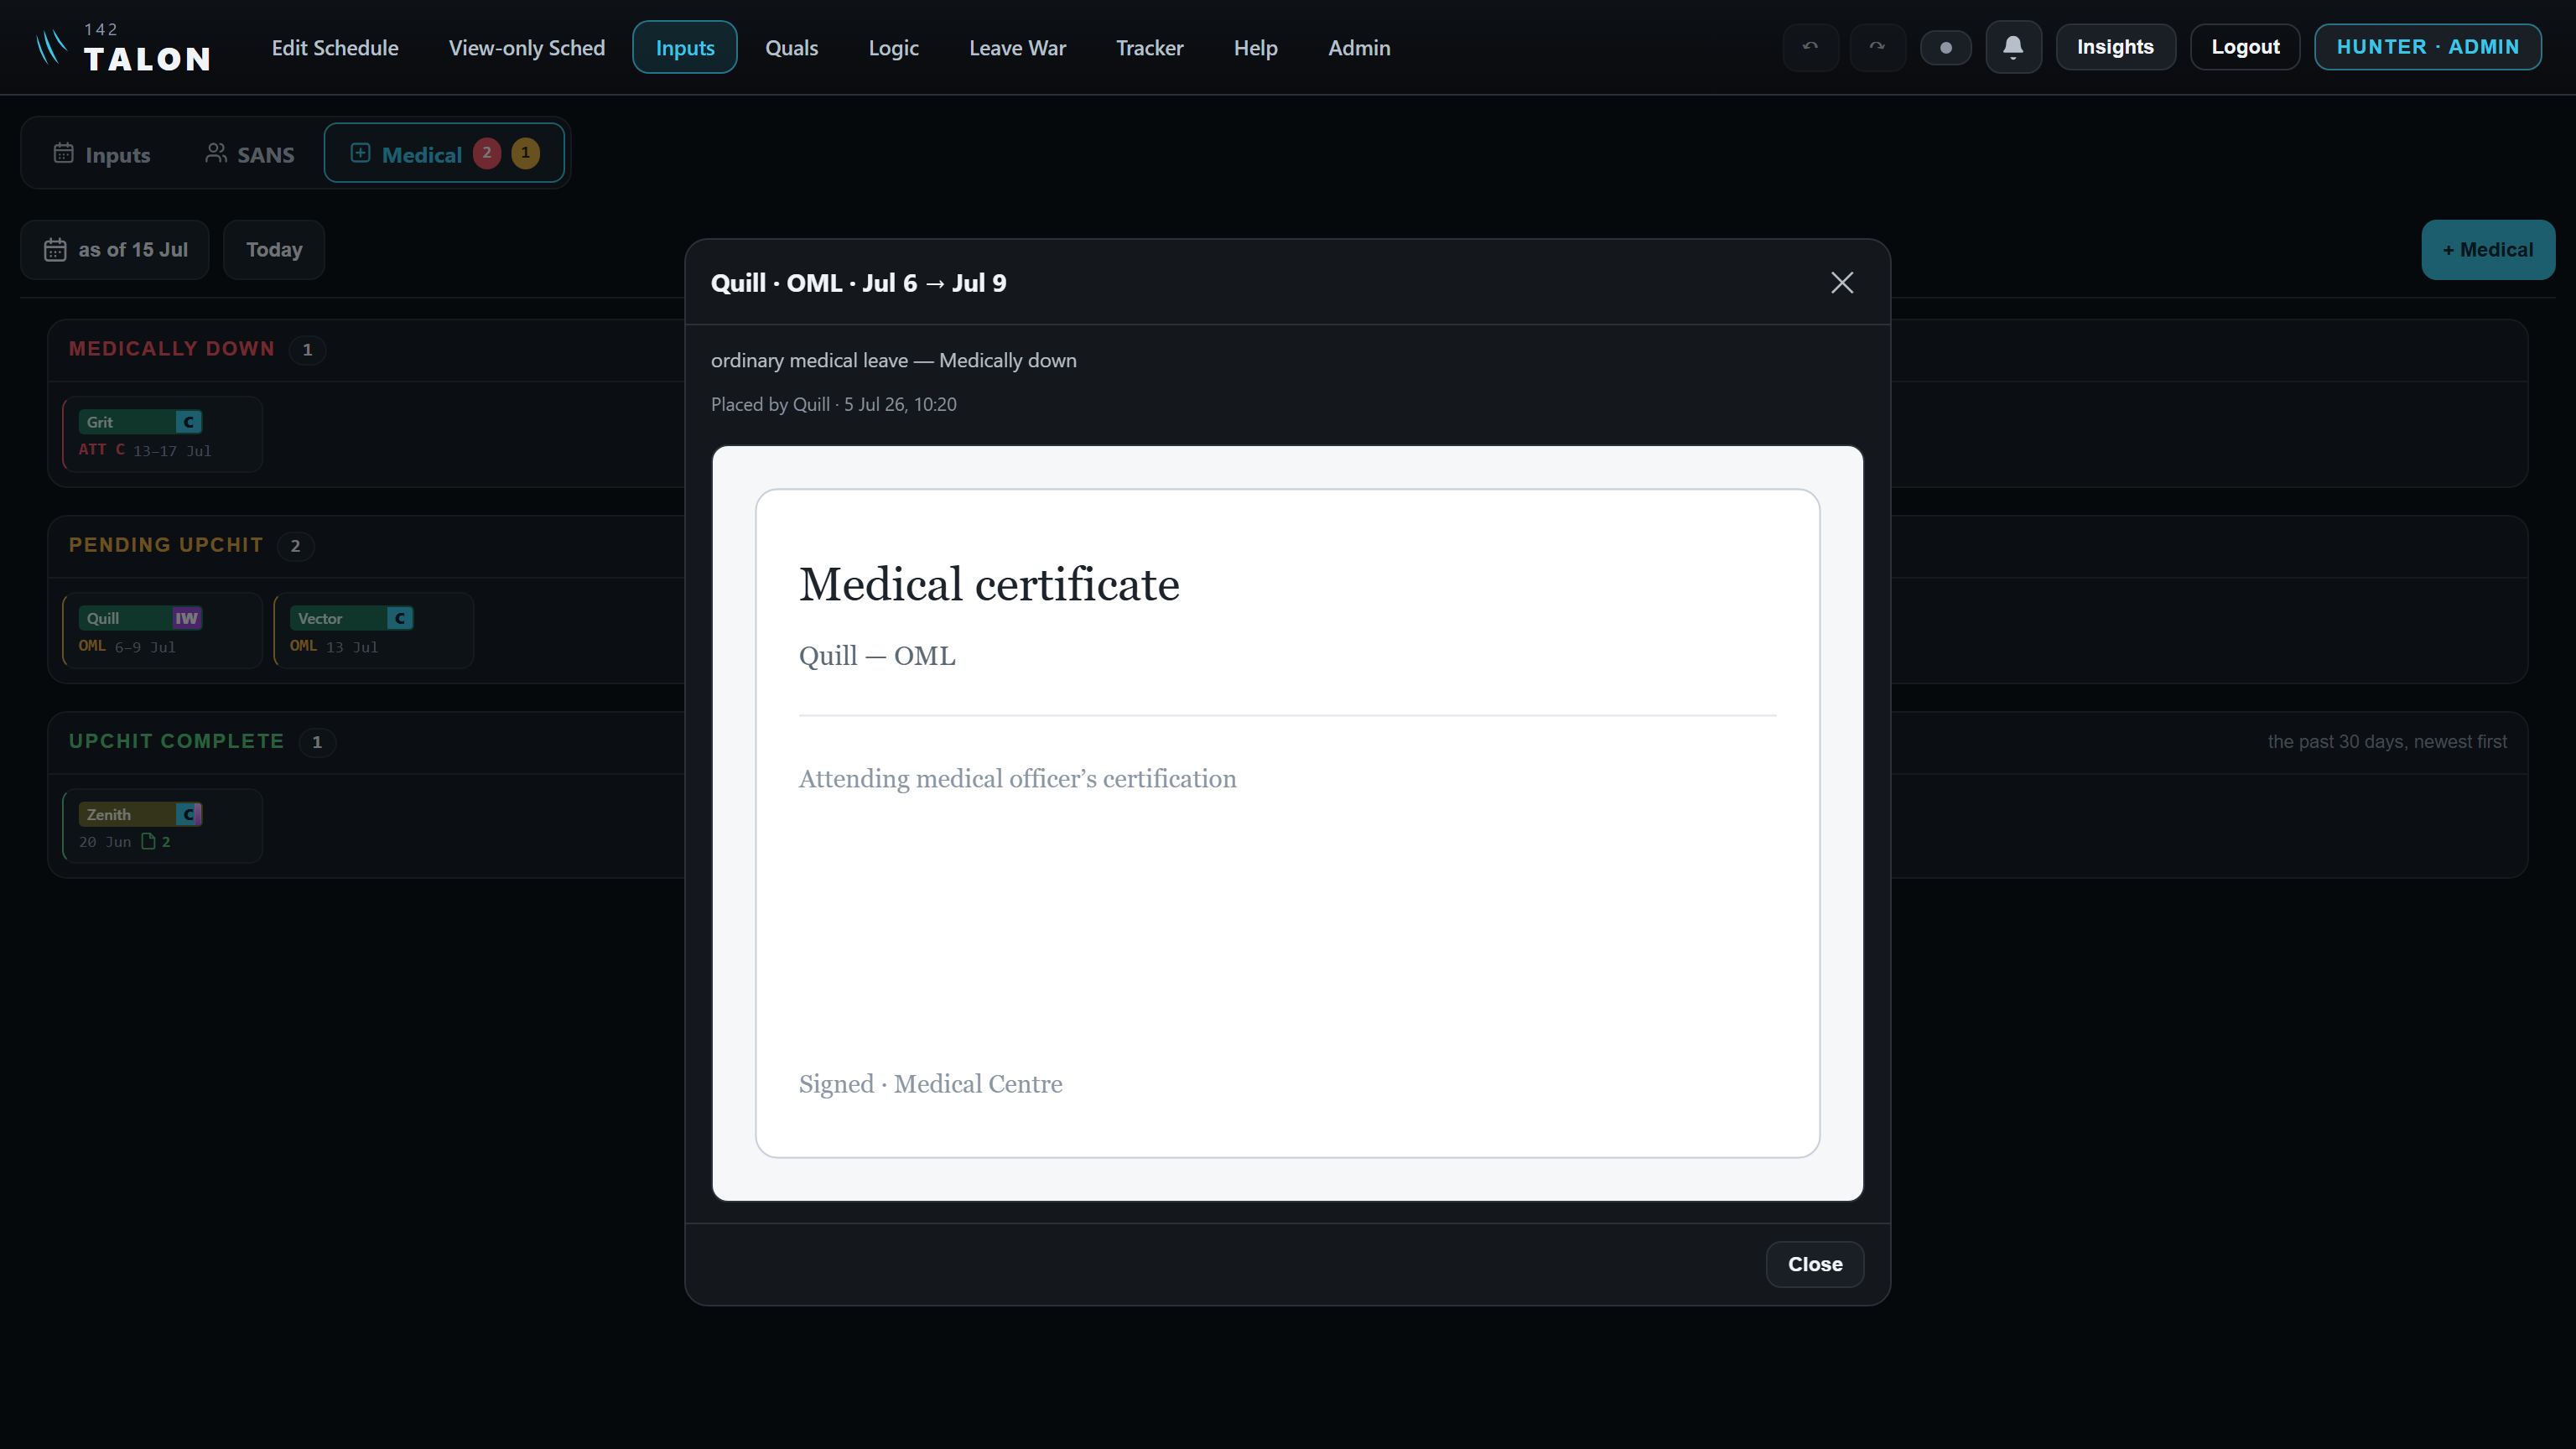 142
TALON
Edit Schedule
View-only Sched
Inputs
Quals
Logic
Leave War
Tracker
Help
Admin
Insights
Logout
HUNTER · ADMIN
Inputs
SANS
Medical 2 1
as of 15 Jul
Today
+ Medical
MEDICALLY DOWN 1
Grit C
ATT C 13–17 Jul
PENDING UPCHIT 2
Quill IW
OML 6–9 Jul
Vector C
OML 13 Jul
UPCHIT COMPLETE 1
the past 30 days, newest first
Zenith C
20 Jun 2
Quill · OML · Jul 6 → Jul 9
ordinary medical leave — Medically down
Placed by Quill · 5 Jul 26, 10:20
Medical certificate
Quill — OML
Attending medical officer’s certification
Signed · Medical Centre
Close